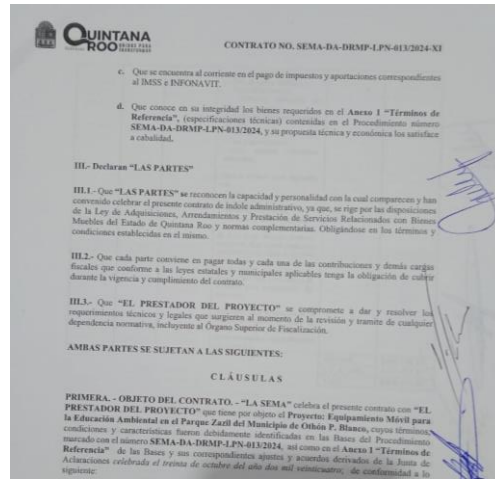 QUINTANA
ROO UNIDOS PARA
TRANSFORMAR
CONTRATO NO. SEMA-DA-DRMP-LPN-013/2024-XI
c. Que se encuentra al corriente en el pago de impuestos y aportaciones correspondientes
al IMSS e INFONAVIT.
d. Que conoce en su integridad los bienes requeridos en el Anexo 1 “Términos de
Referencia”, (especificaciones técnicas) contenidas en el Procedimiento número
SEMA-DA-DRMP-LPN-013/2024, y su propuesta técnica y económica los satisface
a cabalidad.
III.- Declaran “LAS PARTES”
III.1.- Que “LAS PARTES” se reconocen la capacidad y personalidad con la cual comparecen y han
convenido celebrar el presente contrato de índole administrativo, ya que, se rige por las disposiciones
de la Ley de Adquisiciones, Arrendamientos y Prestación de Servicios Relacionados con Bienes
Muebles del Estado de Quintana Roo y normas complementarias. Obligándose en los términos y
condiciones establecidas en el mismo.
III.2.- Que cada parte conviene en pagar todas y cada una de las contribuciones y demás cargas
fiscales que conforme a las leyes estatales y municipales aplicables tenga la obligación de cubrir
durante la vigencia y cumplimiento del contrato.
III.3.- Que “EL PRESTADOR DEL PROYECTO” se compromete a dar y resolver los
requerimientos técnicos y legales que surgieren al momento de la revisión y tramite de cualquier
dependencia normativa, incluyente al Órgano Superior de Fiscalización.
AMBAS PARTES SE SUJETAN A LAS SIGUIENTES:
C L Á U S U L A S
PRIMERA. - OBJETO DEL CONTRATO. - “LA SEMA” celebra el presente contrato con “EL
PRESTADOR DEL PROYECTO” que tiene por objeto el Proyecto: Equipamiento Móvil para
la Educación Ambiental en el Parque Zazil del Municipio de Othón P. Blanco, cuyos términos,
condiciones y características fueron debidamente identificadas en las Bases del Procedimiento
marcado con el número SEMA-DA-DRMP-LPN-013/2024, así como en el Anexo 1 “Términos de
Referencia” de las Bases y sus correspondientes ajustes y acuerdos derivados de la Junta de
Aclaraciones celebrada el treinta de octubre del año dos mil veinticuatro; de conformidad a lo
siguiente: